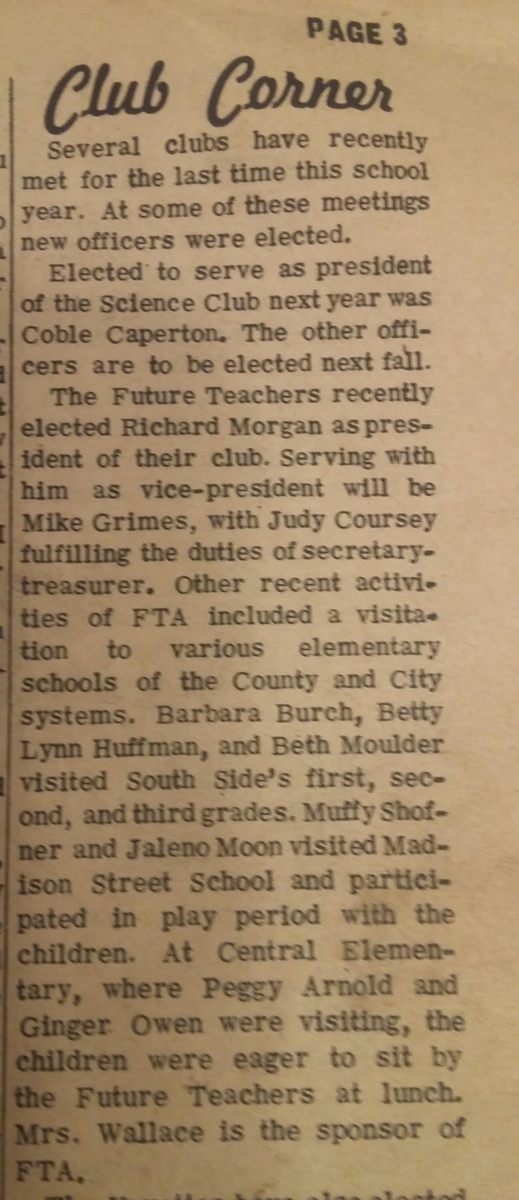 PAGE 3
Club Corner
Several clubs have recently
met for the last time this school
year. At some of these meetings
new officers were elected.
Elected to serve as president
of the Science Club next year was
Coble Caperton. The other offi-
cers are to be elected next fall.
The Future Teachers recently
elected Richard Morgan as pres-
ident of their club. Serving with
him as vice-president will be
Mike Grimes, with Judy Coursey
fulfilling the duties of secretary-
treasurer. Other recent activi-
ties of FTA included a visita-
tion to various elementary
schools of the County and City
systems. Barbara Burch, Betty
Lynn Huffman, and Beth Moulder
visited South Side's first, sec-
ond, and third grades. Muffy Shof-
ner and Jaleno Moon visited Mad-
ison Street School and partici-
pated in play period with the
children. At Central Elemen-
tary, where Peggy Arnold and
Ginger Owen were visiting, the
children were eager to sit by
the Future Teachers at lunch.
Mrs. Wallace is the sponsor of
FTA.